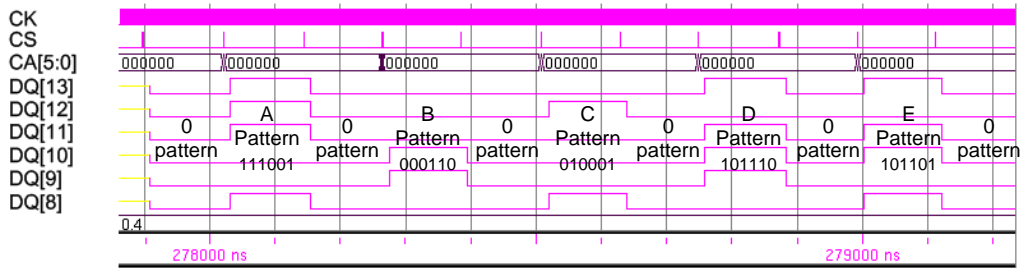 CK
CS
CA[5:0] 000000 000000 000000 000000 000000 000000
DQ[13]
DQ[12] A B C D E
DQ[11] 0 Pattern 0 Pattern 0 Pattern 0 Pattern 0 Pattern 0
DQ[10] pattern 111001 pattern 000110 pattern 010001 pattern 101110 pattern 101101 pattern
DQ[9]
DQ[8]
0.4
278000 ns 279000 ns